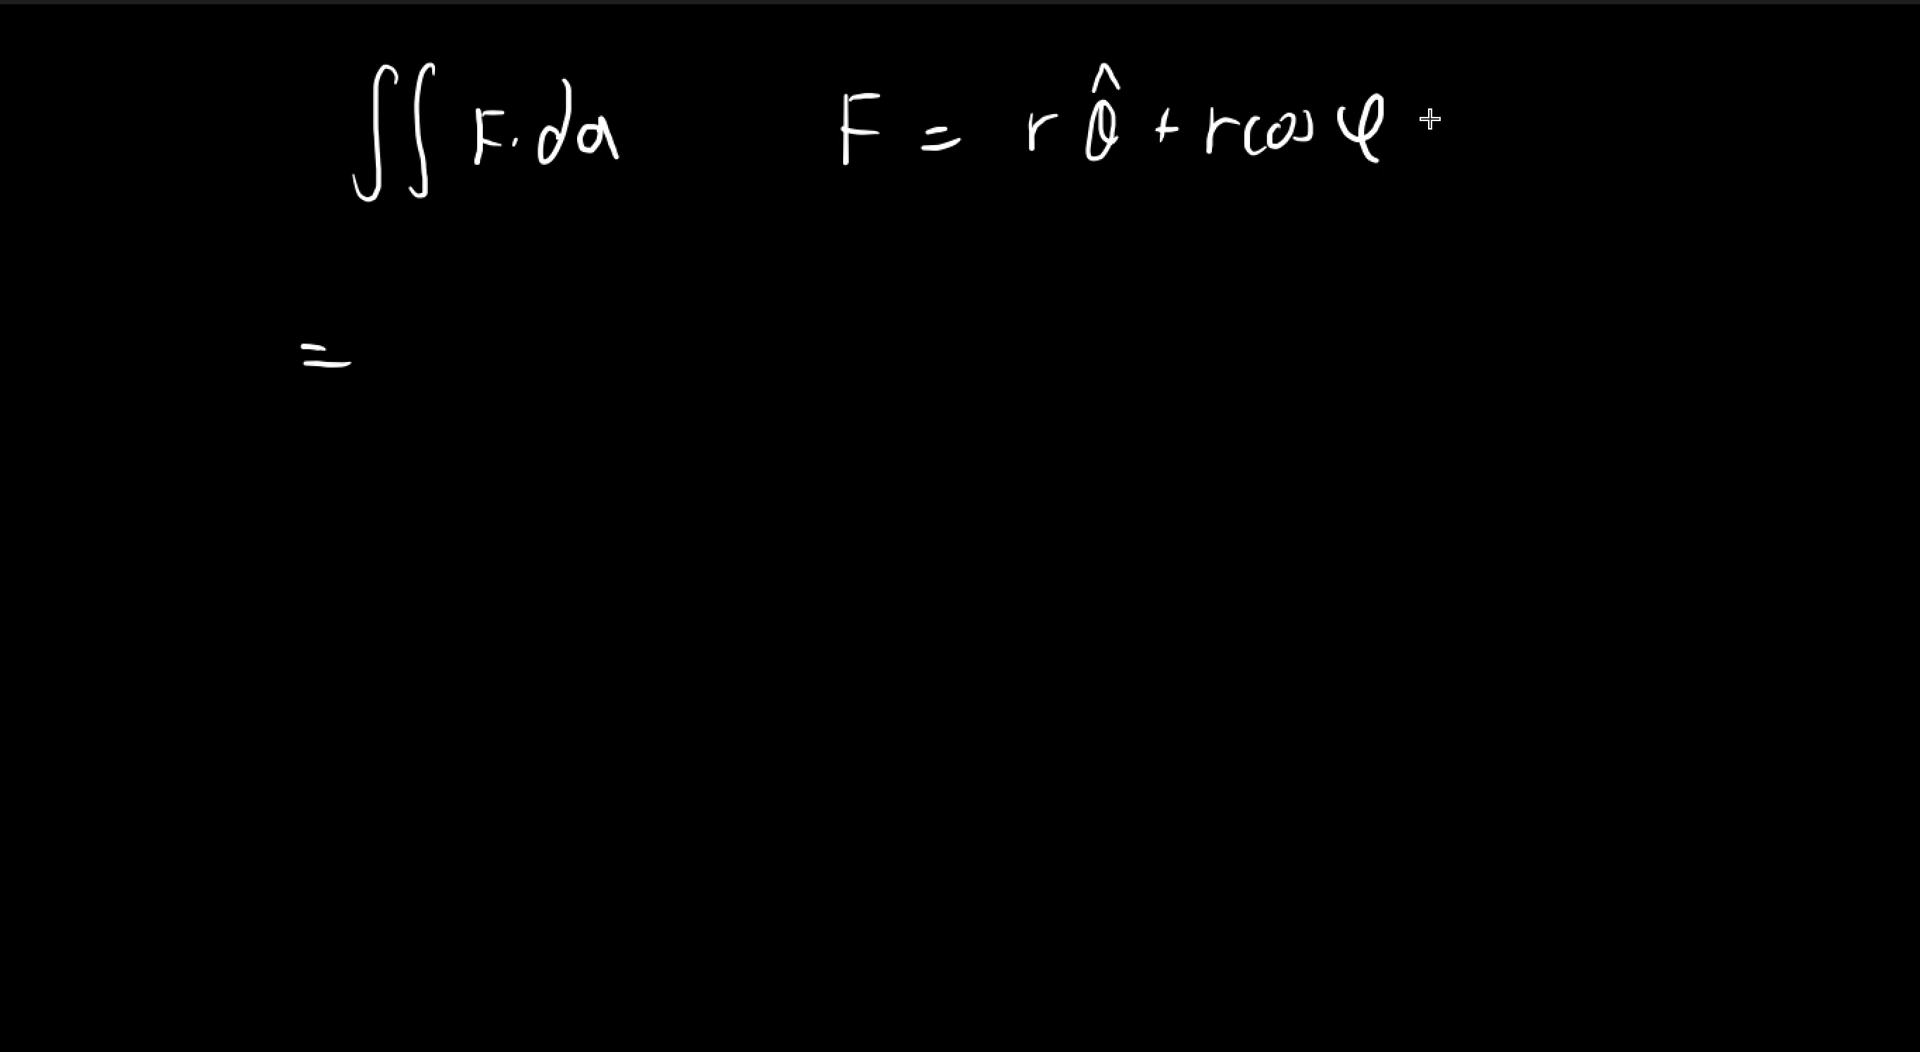 ∬ F · da F = r θ̂ + r cos φ
=